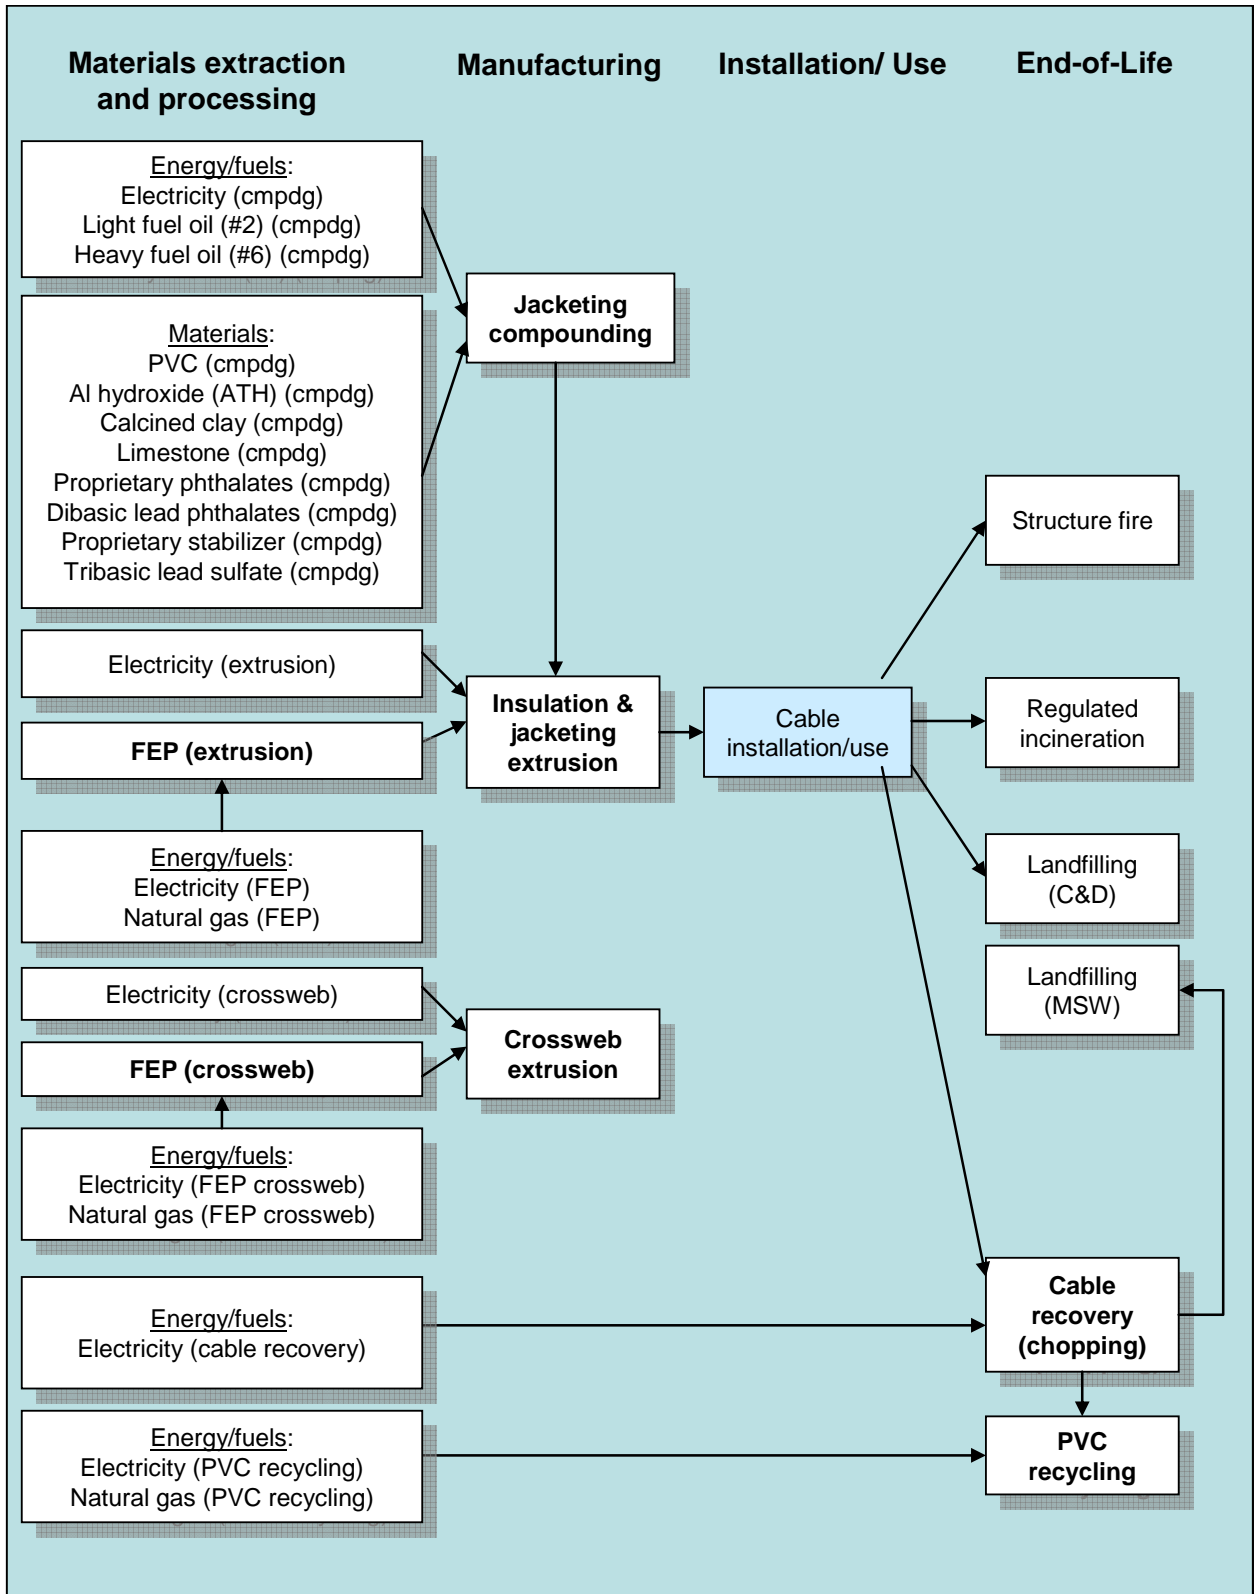 Materials extraction
and processing
Manufacturing
Installation/ Use
End-of-Life
Energy/fuels:
Electricity (cmpdg)
Light fuel oil (#2) (cmpdg)
Heavy fuel oil (#6) (cmpdg)
Materials:
PVC (cmpdg)
Al hydroxide (ATH) (cmpdg)
Calcined clay (cmpdg)
Limestone (cmpdg)
Proprietary phthalates (cmpdg)
Dibasic lead phthalates (cmpdg)
Proprietary stabilizer (cmpdg)
Tribasic lead sulfate (cmpdg)
Electricity (extrusion)
FEP (extrusion)
Energy/fuels:
Electricity (FEP)
Natural gas (FEP)
Electricity (crossweb)
FEP (crossweb)
Energy/fuels:
Electricity (FEP crossweb)
Natural gas (FEP crossweb)
Energy/fuels:
Electricity (cable recovery)
Energy/fuels:
Electricity (PVC recycling)
Natural gas (PVC recycling)
Jacketing
compounding
Insulation &
jacketing
extrusion
Crossweb
extrusion
Cable
installation/use
Structure fire
Regulated
incineration
Landfilling
(C&D)
Landfilling
(MSW)
Cable
recovery
(chopping)
PVC
recycling